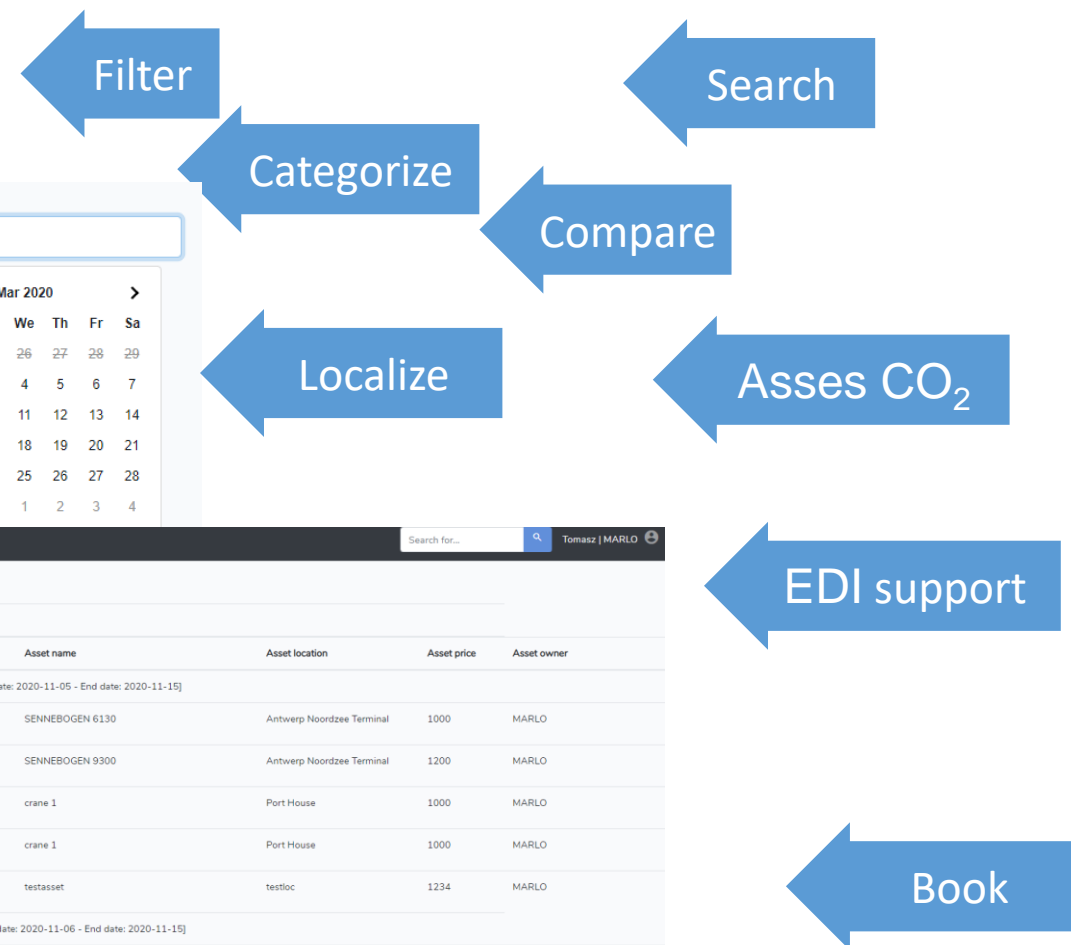 Filter
Search
Categorize
Compare
Mar 2020
We Th Fr Sa
26 27 28 29
4 5 6 7
11 12 13 14
18 19 20 21
25 26 27 28
1 2 3 4
Localize
Asses CO₂
Search for...
Tomasz | MARLO
EDI support
Asset name Asset location Asset price Asset owner
ate: 2020-11-05 - End date: 2020-11-15]
SENNEBOGEN 6130 Antwerp Noordzee Terminal 1000 MARLO
SENNEBOGEN 9300 Antwerp Noordzee Terminal 1200 MARLO
crane 1 Port House 1000 MARLO
crane 1 Port House 1000 MARLO
testasset testloc 1234 MARLO
Book
date: 2020-11-06 - End date: 2020-11-15]